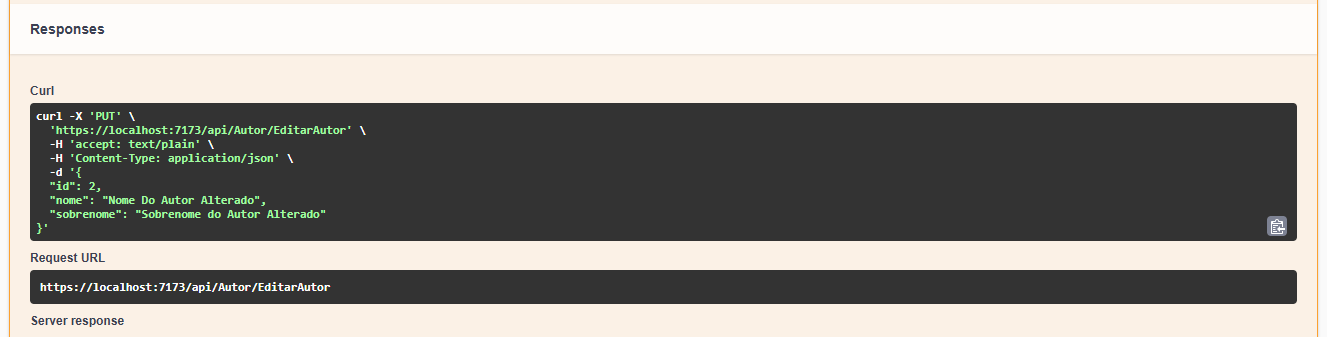 Responses
Curl
curl -X 'PUT' \
  'https://localhost:7173/api/Autor/EditarAutor' \
  -H 'accept: text/plain' \
  -H 'Content-Type: application/json' \
  -d '{
  "id": 2,
  "nome": "Nome Do Autor Alterado",
  "sobrenome": "Sobrenome do Autor Alterado"
}'
Request URL
https://localhost:7173/api/Autor/EditarAutor
Server response